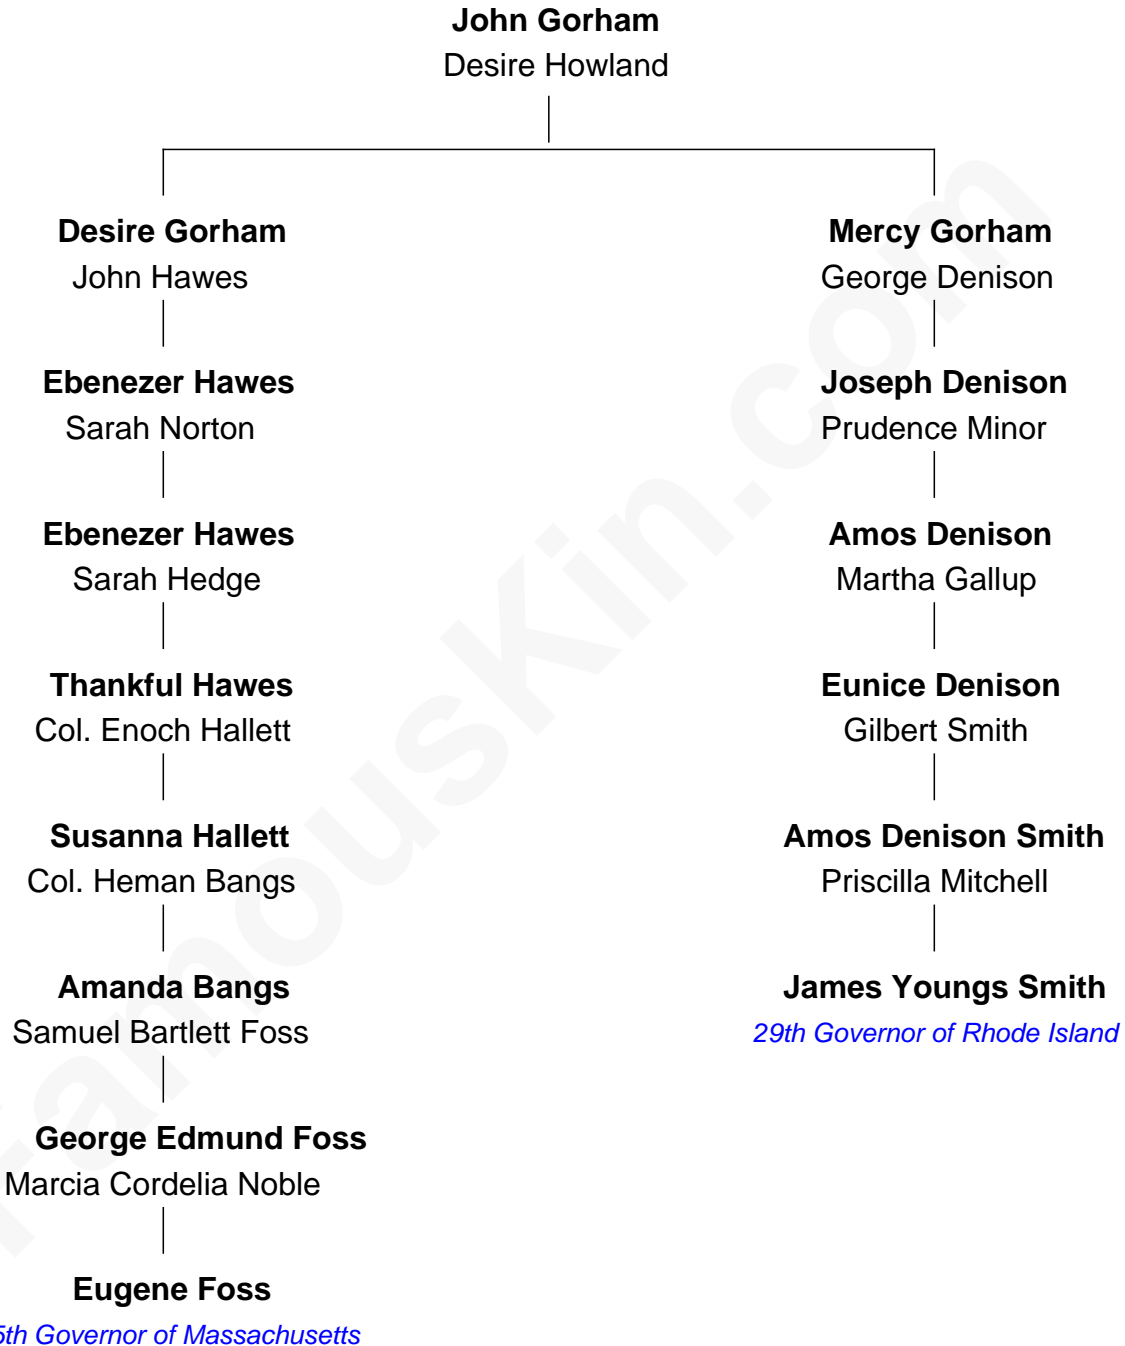 John Gorham
Desire Howland
Desire Gorham
John Hawes
Mercy Gorham
George Denison
Ebenezer Hawes
Sarah Norton
Joseph Denison
Prudence Minor
Ebenezer Hawes
Sarah Hedge
Amos Denison
Martha Gallup
Thankful Hawes
Col. Enoch Hallett
Eunice Denison
Gilbert Smith
Susanna Hallett
Col. Heman Bangs
Amos Denison Smith
Priscilla Mitchell
Amanda Bangs
Samuel Bartlett Foss
James Youngs Smith
29th Governor of Rhode Island
George Edmund Foss
Marcia Cordelia Noble
Eugene Foss
5th Governor of Massachusetts
FamousKin.com